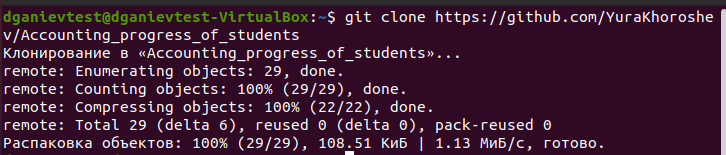 dganievtest@dganievtest-VirtualBox:~$ git clone https://github.com/YuraKhoroshe
v/Accounting_progress_of_students
Клонирование в «Accounting_progress_of_students»...
remote: Enumerating objects: 29, done.
remote: Counting objects: 100% (29/29), done.
remote: Compressing objects: 100% (22/22), done.
remote: Total 29 (delta 6), reused 0 (delta 0), pack-reused 0
Распаковка объектов: 100% (29/29), 108.51 КиБ | 1.13 МиБ/с, готово.